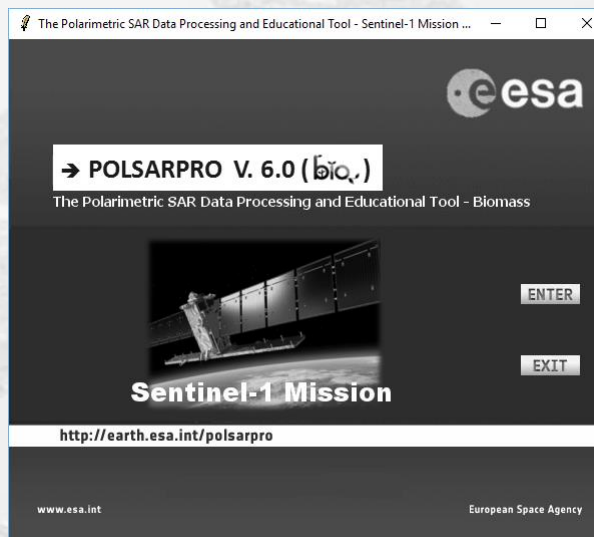 The Polarimetric SAR Data Processing and Educational Tool - Sentinel-1 Mission ...
esa
→ POLSARPRO V. 6.0 (bio.)
The Polarimetric SAR Data Processing and Educational Tool - Biomass
ENTER
EXIT
Sentinel-1 Mission
http://earth.esa.int/polsarpro
www.esa.int
European Space Agency